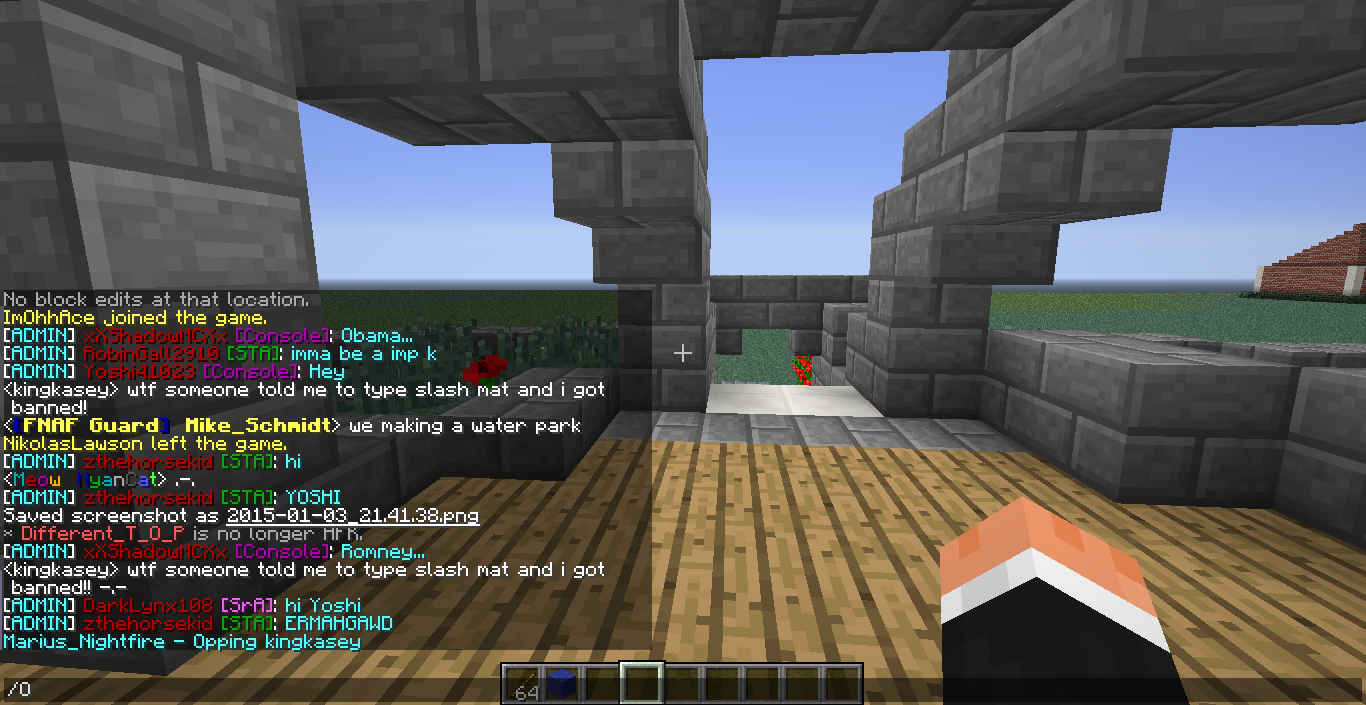 No block edits at that location.
ImOhhAce joined the game.
[ADMIN] xXShadowMCXx [Console]: Obama...
[ADMIN] RobinGall2910 [STA]: imma be a imp k
[ADMIN] Yoshi41023 [Console]: Hey
<kingkasey> wtf someone told me to type slash mat and i got
banned!
<[FNAF Guard] Mike_Schmidt> we making a water park
NikolasLawson left the game.
[ADMIN] zthehorsekid [STA]: hi
<Meow NyanCat> .-.
[ADMIN] zthehorsekid [STA]: YOSHI
Saved screenshot as 2015-01-03_21.41.38.png
* Different_T_O_P is no longer AFK.
[ADMIN] xXShadowMCXx [Console]: Romney...
<kingkasey> wtf someone told me to type slash mat and i got
banned!! -.-
[ADMIN] DarkLynx108 [SrA]: hi Yoshi
[ADMIN] zthehorsekid [STA]: ERMAHGAWD
Marius_Nightfire - Opping kingkasey
64
/O